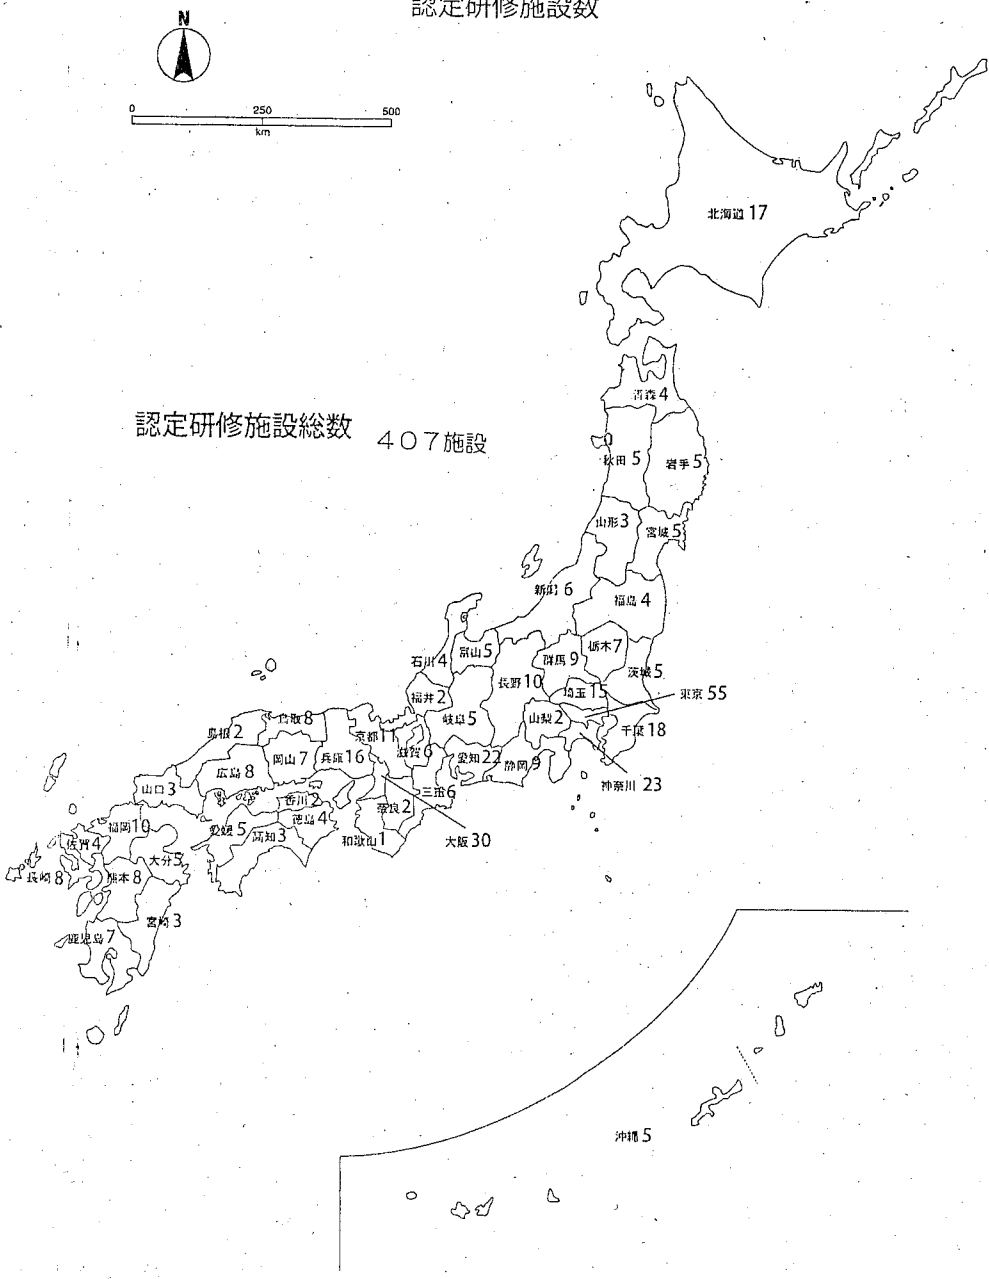 認定研修施設数
N
0 250 500
km
北海道 17
青森 4
認定研修施設総数 407施設
秋田 5
岩手 5
山形 3
宮城 5
新潟 6
福島 4
石川 4
富山 5
群馬 9
栃木 7
茨城 5
長野 10
埼玉 15
東京 55
福井 2
岐阜 5
山梨 2
千葉 18
鳥取 8
島根 2
京都 11
滋賀 6
愛知 22
静岡 9
神奈川 23
広島 8
岡山 7
兵庫 16
山口 3
香川 2
奈良 2
三重 6
福岡 10
愛媛 5
徳島 4
高知 3
和歌山 1
大阪 30
佐賀 4
大分 5
長崎 8
熊本 8
宮崎 3
鹿児島 7
沖縄 5